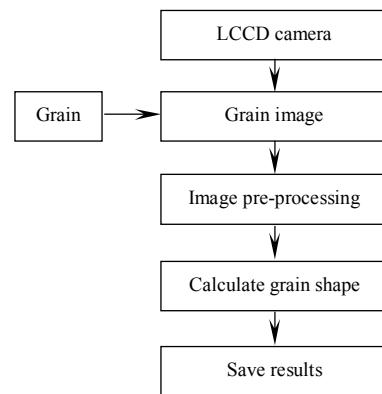 LCCD camera
Grain
Grain image
Image pre-processing
Calculate grain shape
Save results